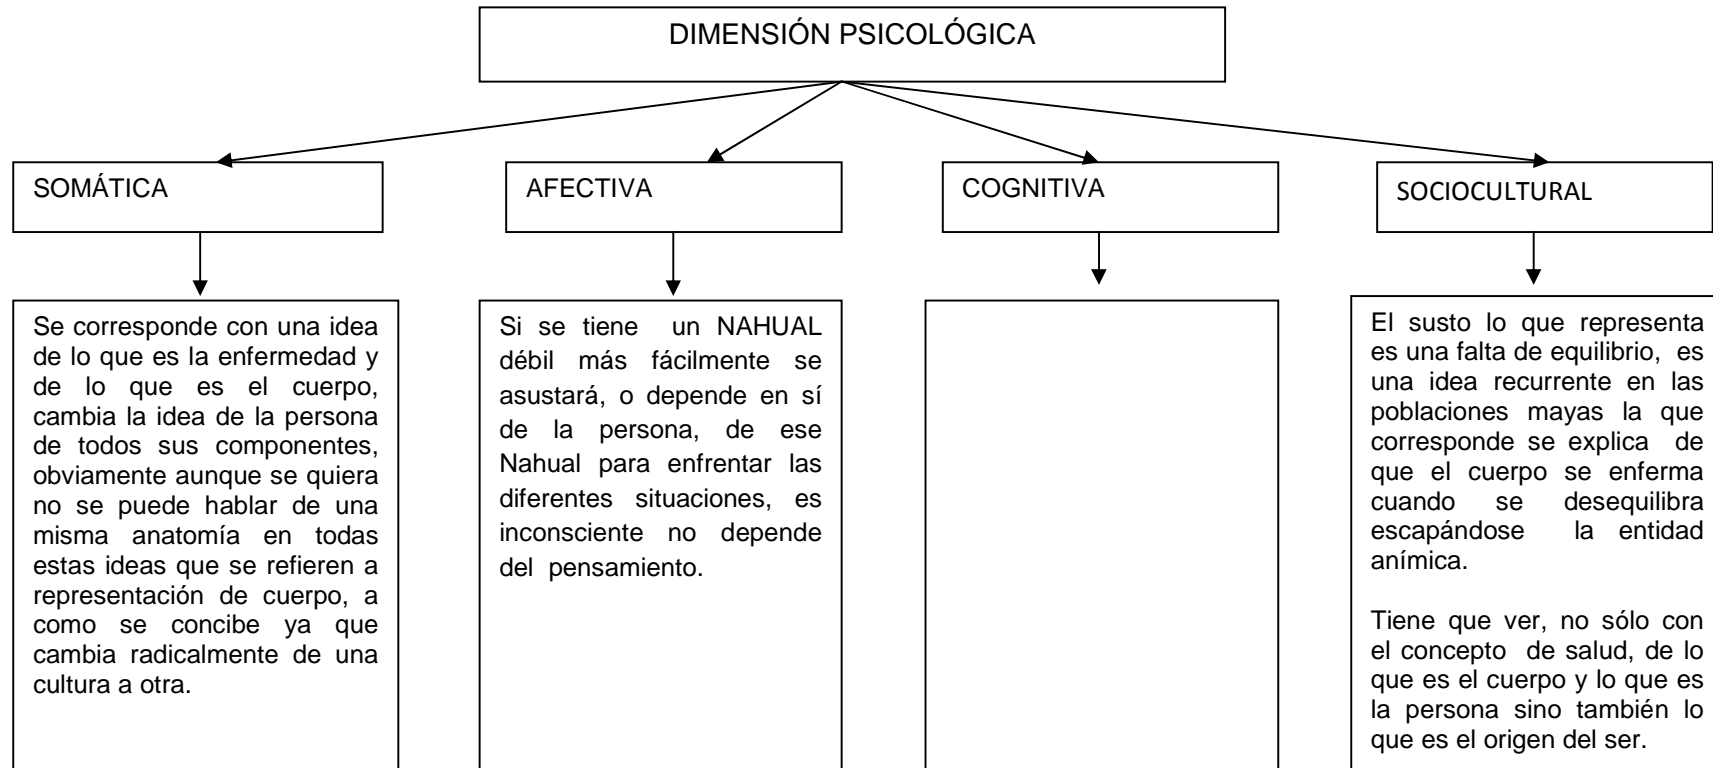 DIMENSIÓN PSICOLÓGICA
SOMÁTICA
AFECTIVA
COGNITIVA
SOCIOCULTURAL
Se corresponde con una idea
de lo que es la enfermedad y
de lo que es el cuerpo,
cambia la idea de la persona
de todos sus componentes,
obviamente aunque se quiera
no se puede hablar de una
misma anatomía en todas
estas ideas que se refieren a
representación de cuerpo, a
como se concibe ya que
cambia radicalmente de una
cultura a otra.
Si se tiene un NAHUAL
débil más fácilmente se
asustará, o depende en sí
de la persona, de ese
Nahual para enfrentar las
diferentes situaciones, es
inconsciente no depende
del pensamiento.
El susto lo que representa
es una falta de equilibrio, es
una idea recurrente en las
poblaciones mayas la que
corresponde se explica de
que el cuerpo se enferma
cuando se desequilibra
escapándose la entidad
anímica.
Tiene que ver, no sólo con
el concepto de salud, de lo
que es el cuerpo y lo que es
la persona sino también lo
que es el origen del ser.